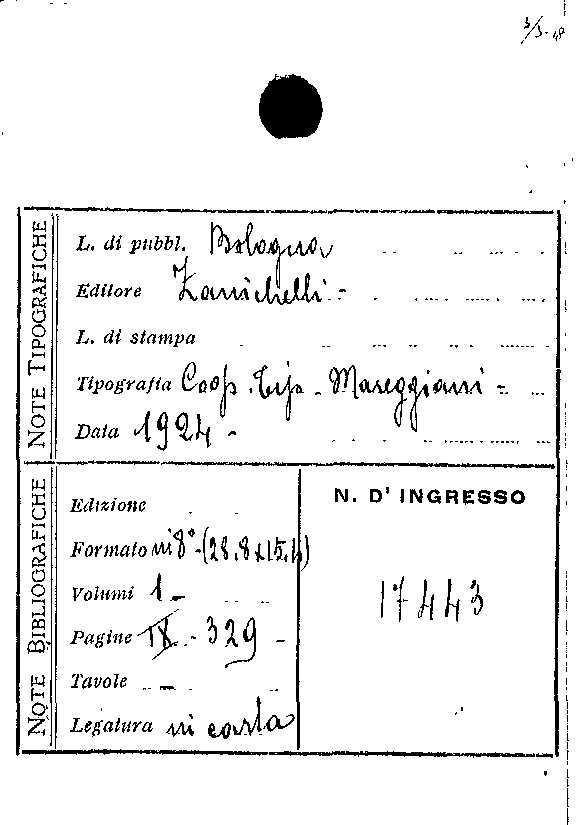 3/3-48
NOTE TIPOGRAFICHE
L. di pubbl. Bologna
Editore Zanichelli -
L. di stampa
Tipografia Coop. Tip. Mareggiani -
Data 1924 -
NOTE BIBLIOGRAFICHE
Edizione
Formato in 8° - (23.8 x 15.4)
Volumi 1 -
Pagine IX - 329 -
Tavole -
Legatura in carta
N. D' INGRESSO
17443